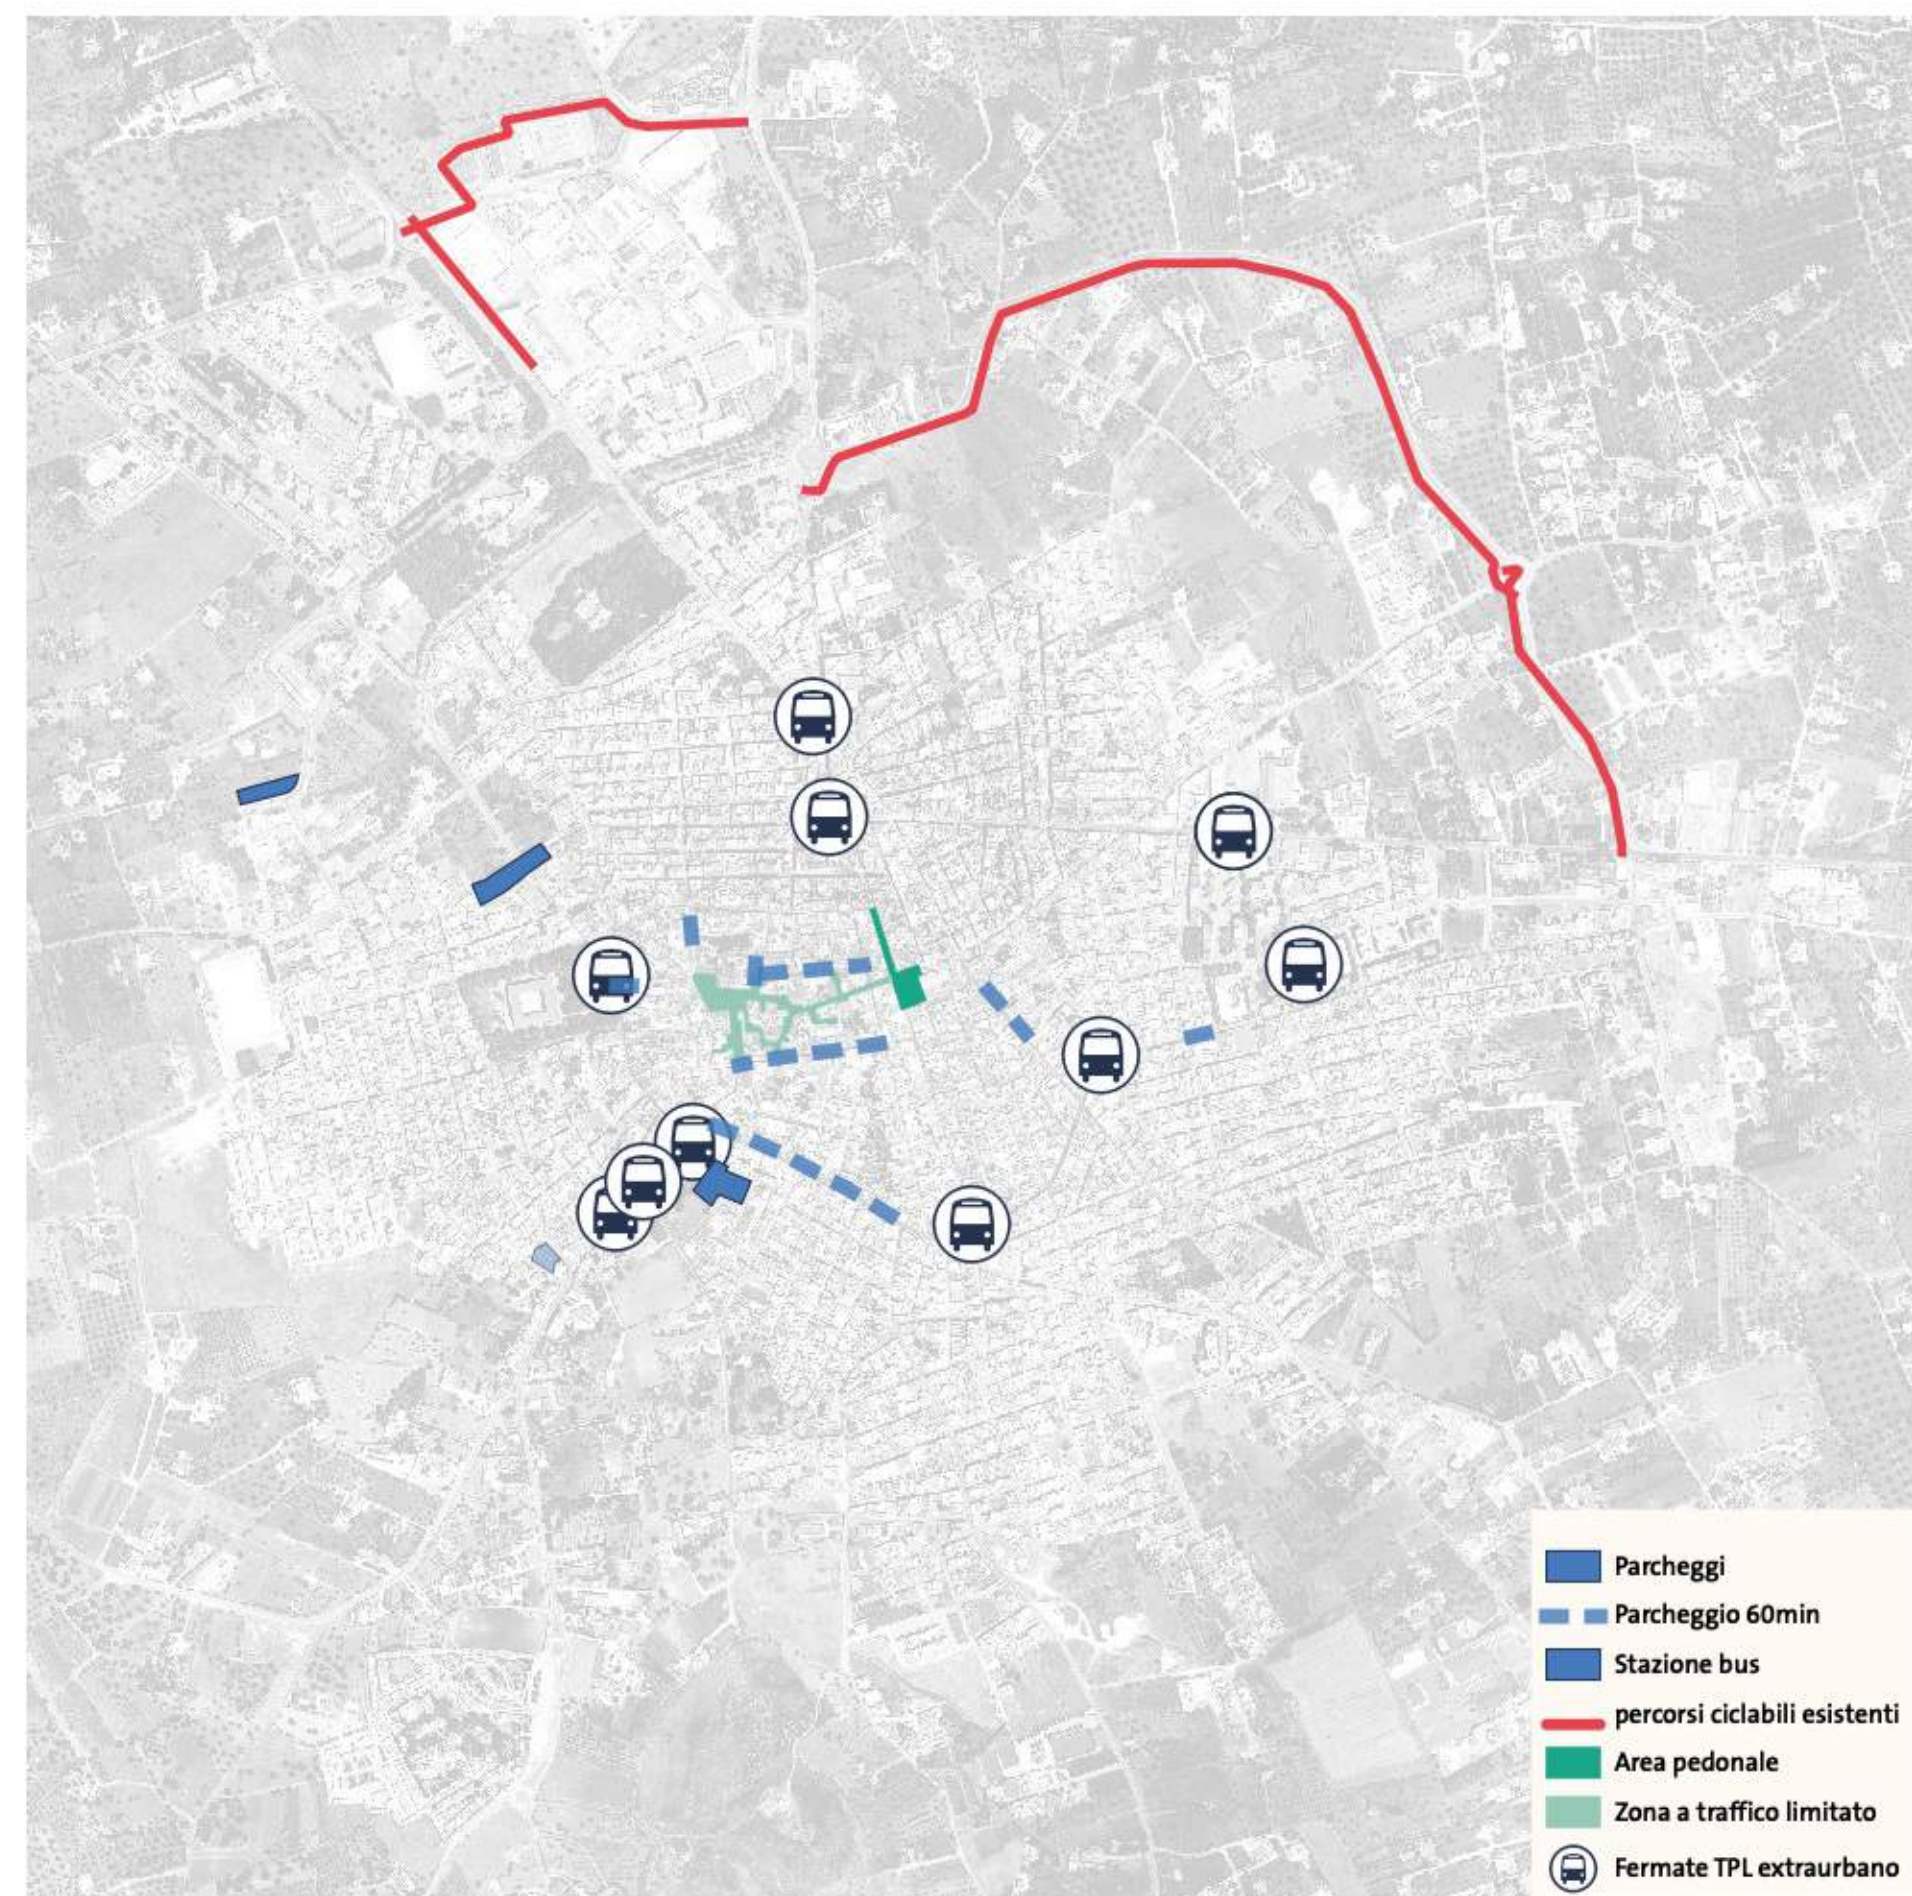 Parcheggi
Parcheggio 60min
Stazione bus
percorsi ciclabili esistenti
Area pedonale
Zona a traffico limitato
Fermate TPL extraurbano